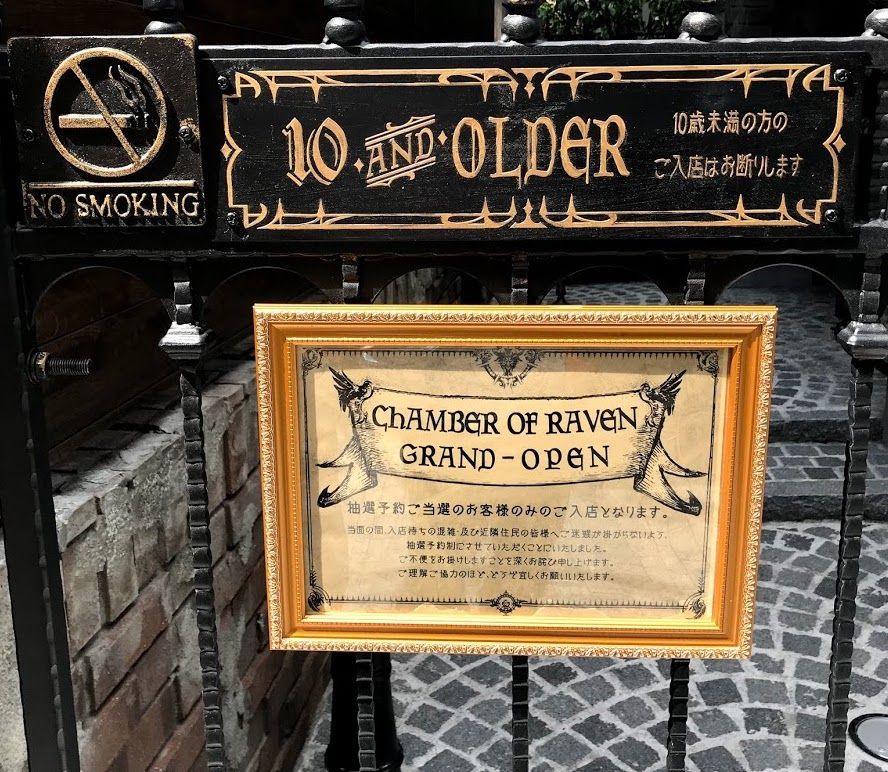 NO SMOKING
10 AND OLDER
10歳未満の方の
ご入店はお断りします
CHAMBER OF RAVEN
GRAND-OPEN
抽選予約ご当選のお客様のみのご入店となります。
当面の間、入店待ちの混雑・及び近隣住民の皆様へご迷惑が掛からないよう、
抽選予約制にさせていただくことにいたしました。
ご不便をお掛けしますことを深くお詫び申し上げます。
ご理解ご協力のほど、どうぞ宜しくお願いいたします。